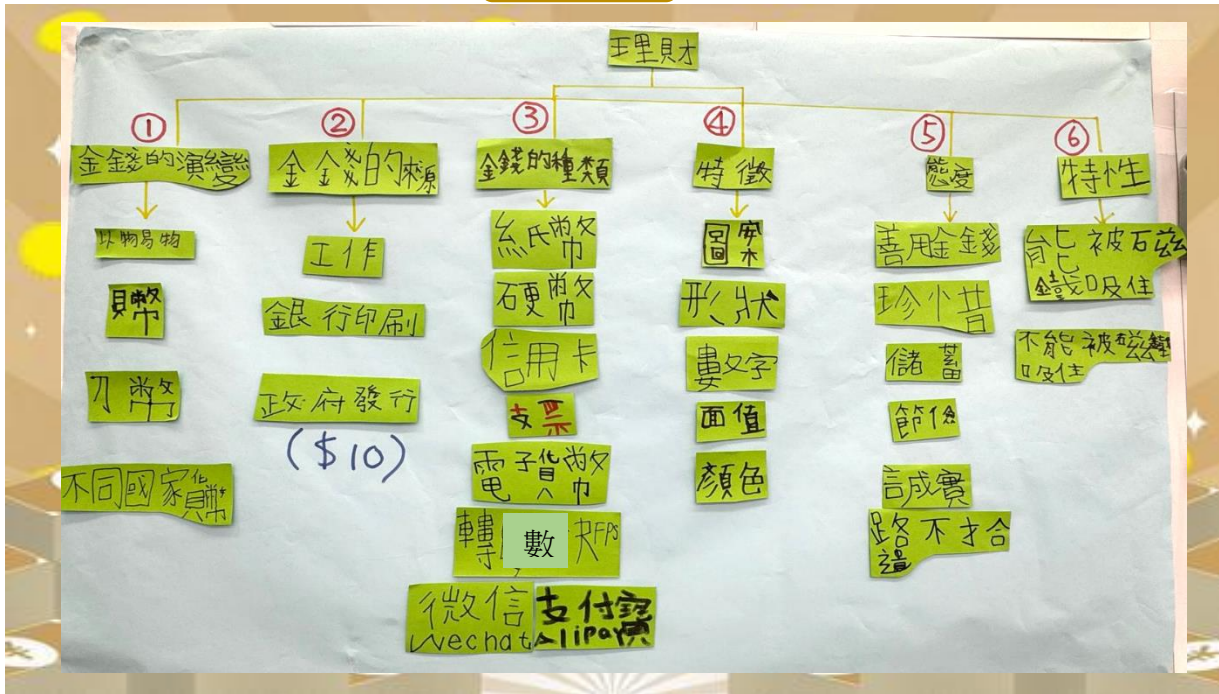 理財
①
金錢的演變
以物易物
貝幣
刀幣
不同國家貨幣
②
金錢的來源
工作
銀行印刷
政府發行
($10)
③
金錢的種類
紙幣
硬幣
信用卡
支票
電子貨幣
轉數快FPS
微信
Wechat
支付寶
Alipay
④
特徵
圖案
形狀
數字
面值
顏色
⑤
態度
善用金錢
珍惜
儲蓄
節儉
誠實
路不拾
遺
⑥
特性
能被磁
鐵吸住
不能被磁鐵
吸住